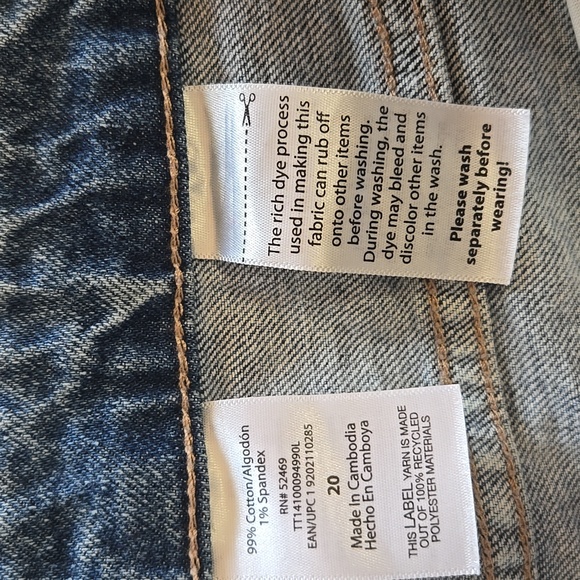 The rich dye process
used in making this
fabric can rub off
onto other items
before washing.
During washing, the
dye may bleed and
discolor other items
in the wash.
Please wash
separately before
wearing!
99% Cotton/Algodón
1% Spandex
RN# 52469
TT14100094990L
EAN/UPC 1 9202110285
20
Made In Cambodia
Hecho En Camboya
THIS LABEL YARN IS MADE
OUT OF 100% RECYCLED
POLYESTER MATERIALS